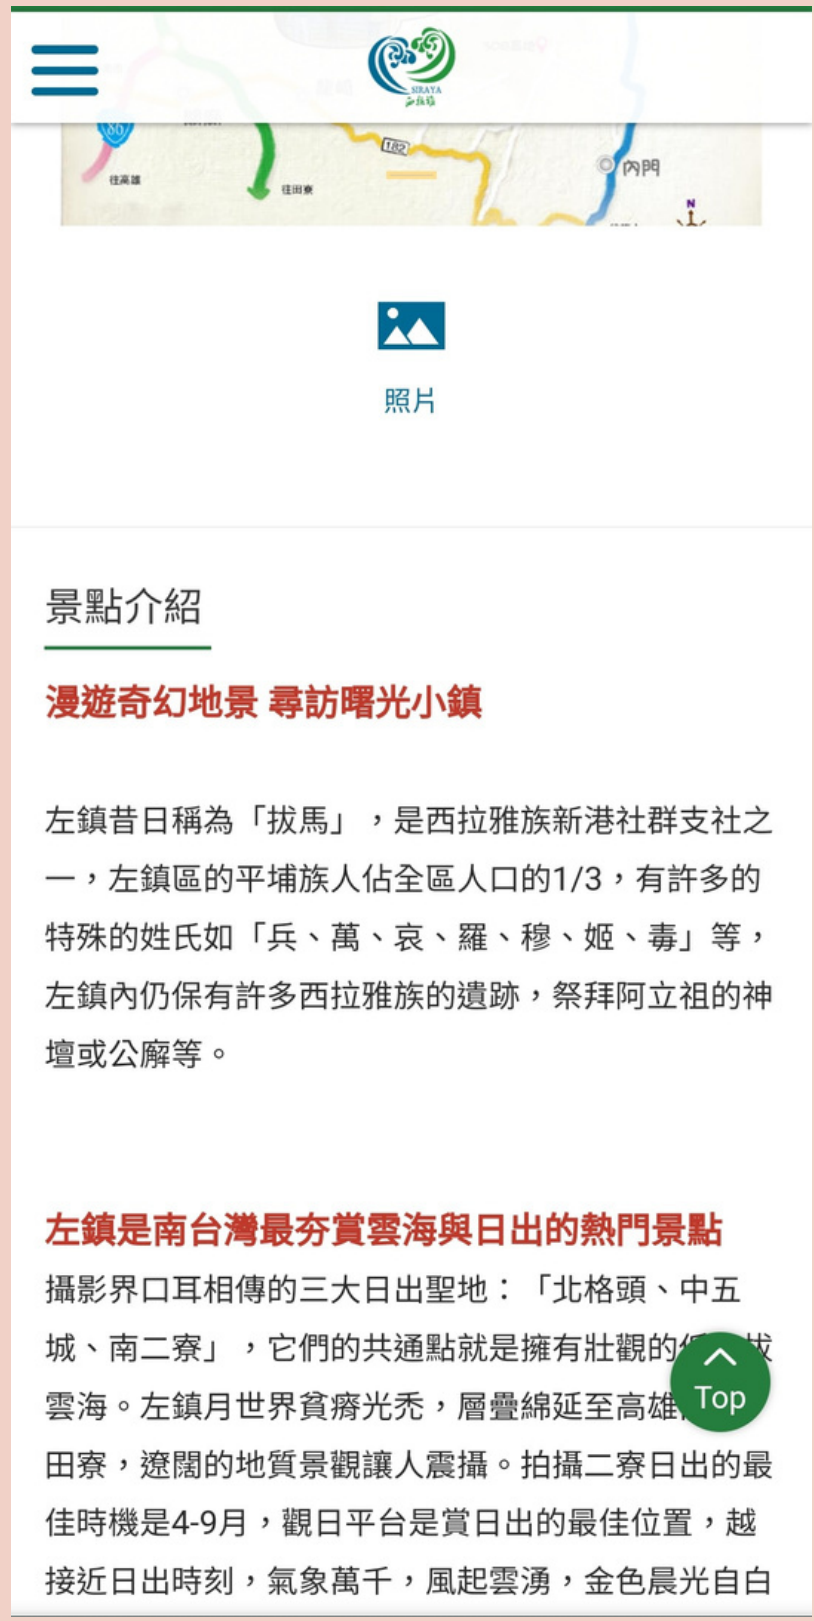 SIRAYA
西拉雅
86
182
往高雄
往田寮
內門
N
照片
景點介紹
漫遊奇幻地景 尋訪曙光小鎮
左鎮昔日稱為「拔馬」,是西拉雅族新港社群支社之
一,左鎮區的平埔族人佔全區人口的1/3,有許多的
特殊的姓氏如「兵、萬、哀、羅、穆、姬、毒」等,
左鎮內仍保有許多西拉雅族的遺跡,祭拜阿立祖的神
壇或公廨等。
左鎮是南台灣最夯賞雲海與日出的熱門景點
攝影界口耳相傳的三大日出聖地:「北格頭、中五
城、南二寮」,它們的共通點就是擁有壯觀的 拔
雲海。左鎮月世界貧瘠光禿,層疊綿延至高雄
田寮,遼闊的地質景觀讓人震攝。拍攝二寮日出的最
佳時機是4-9月,觀日平台是賞日出的最佳位置,越
接近日出時刻,氣象萬千,風起雲湧,金色晨光自白
Top